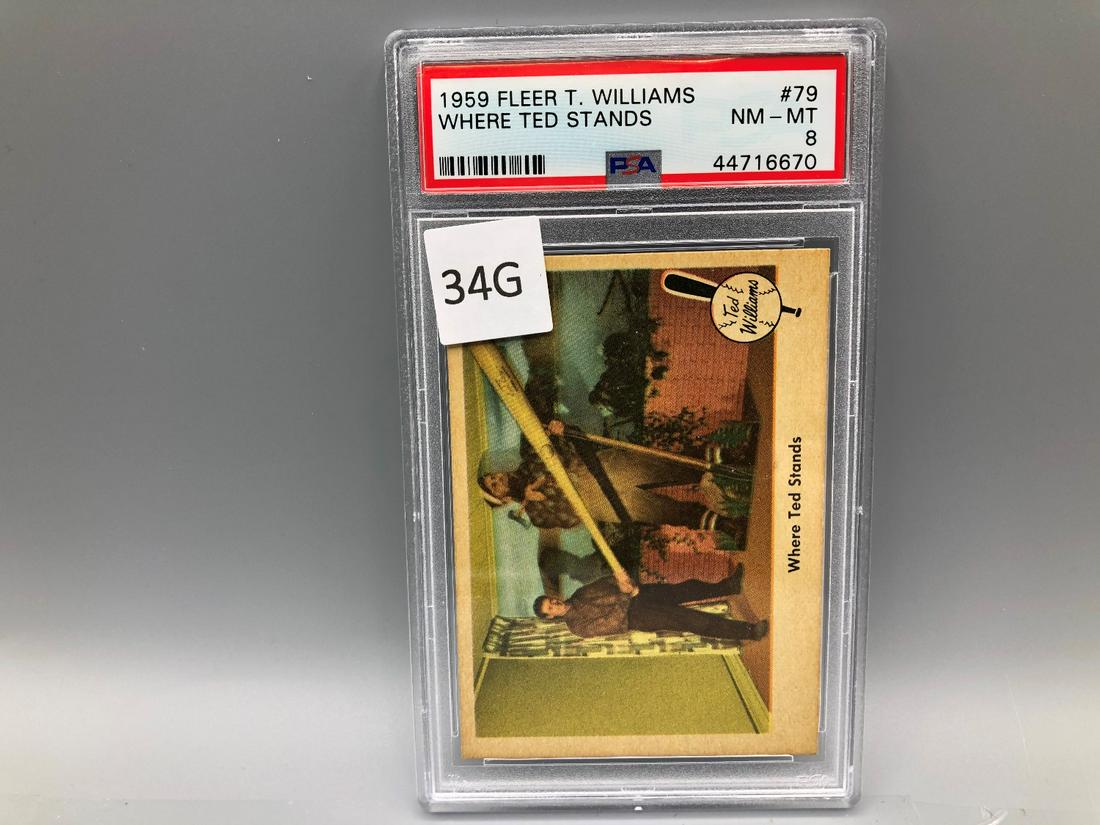 1959 FLEER T. WILLIAMS #79
WHERE TED STANDS NM - MT
8
PSA 44716670
34G
Ted
Williams
Where Ted Stands